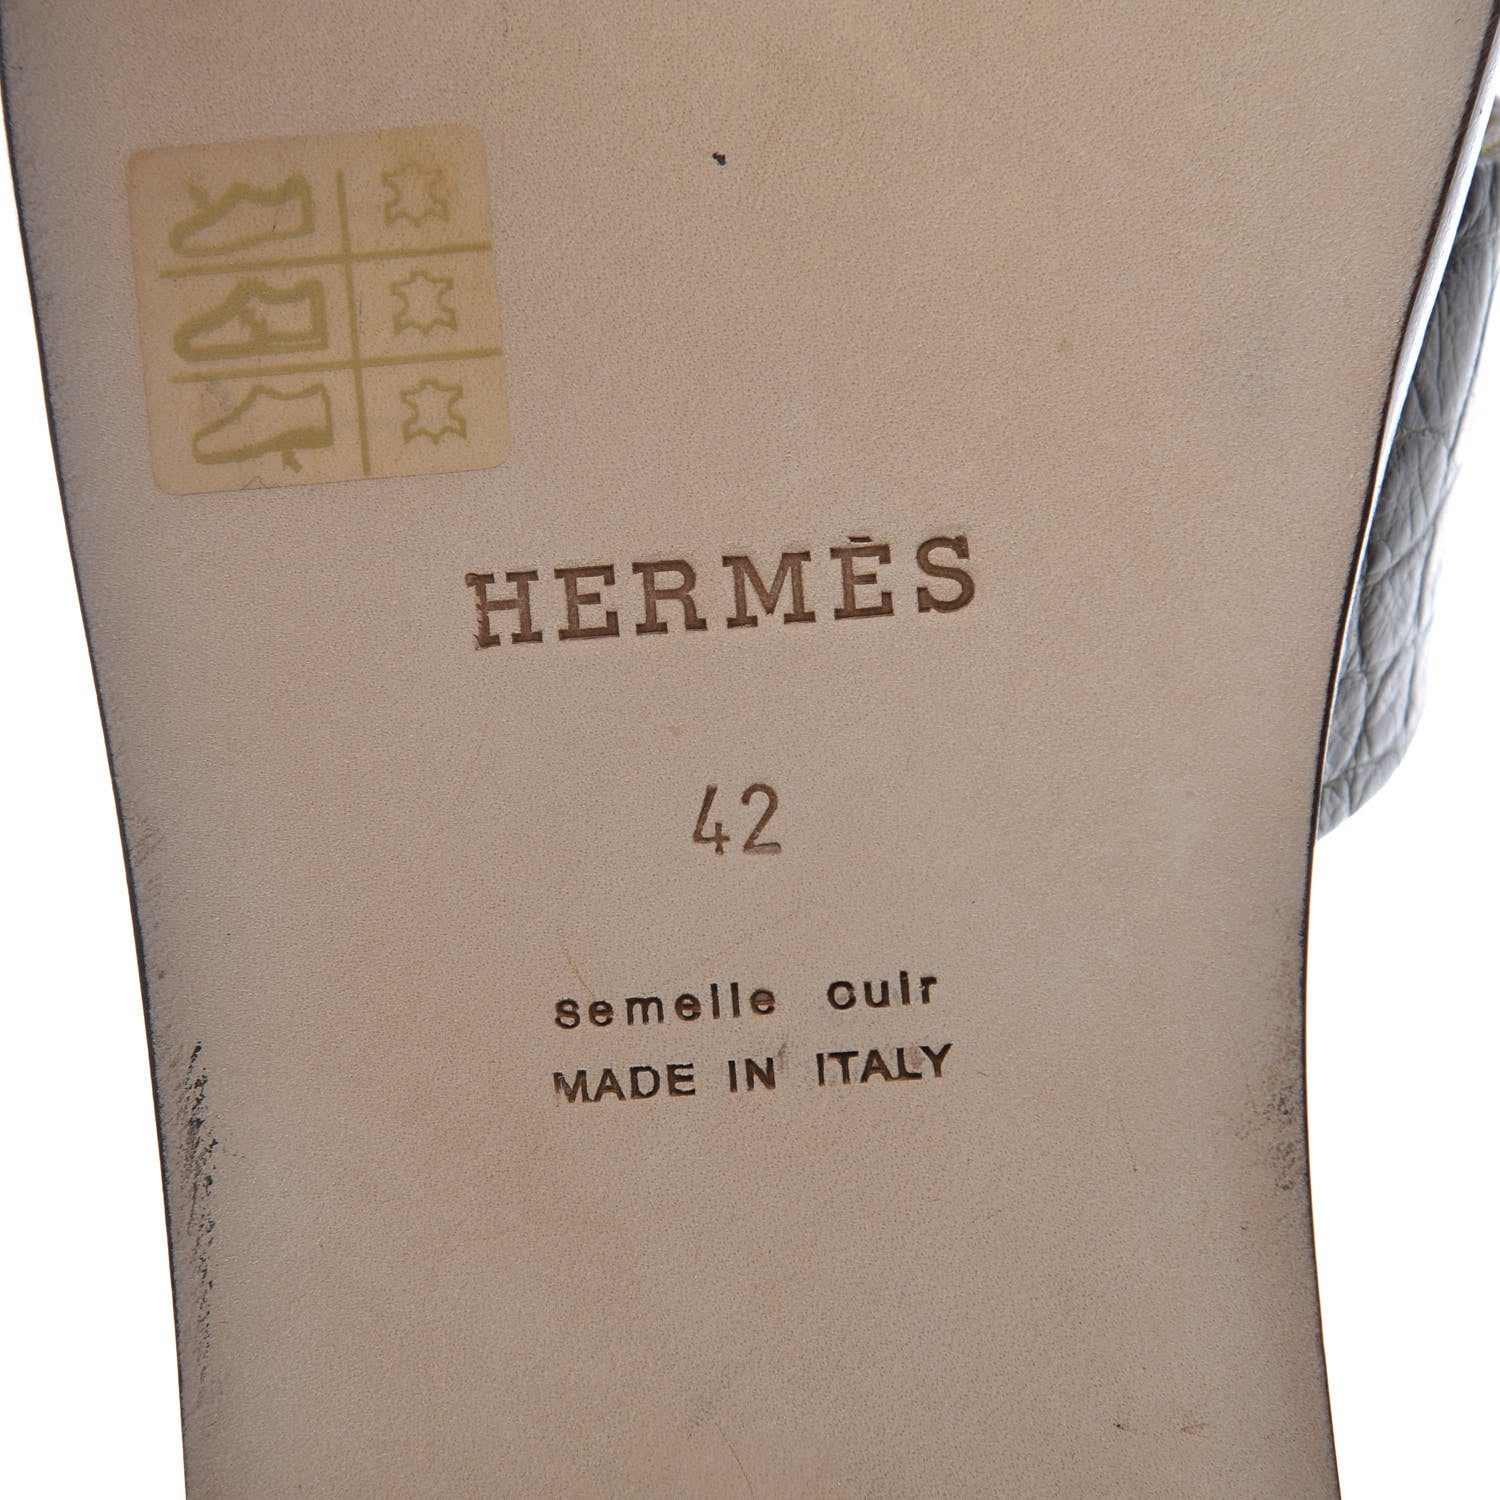 HERMÈS
42
semelle cuir
MADE IN ITALY